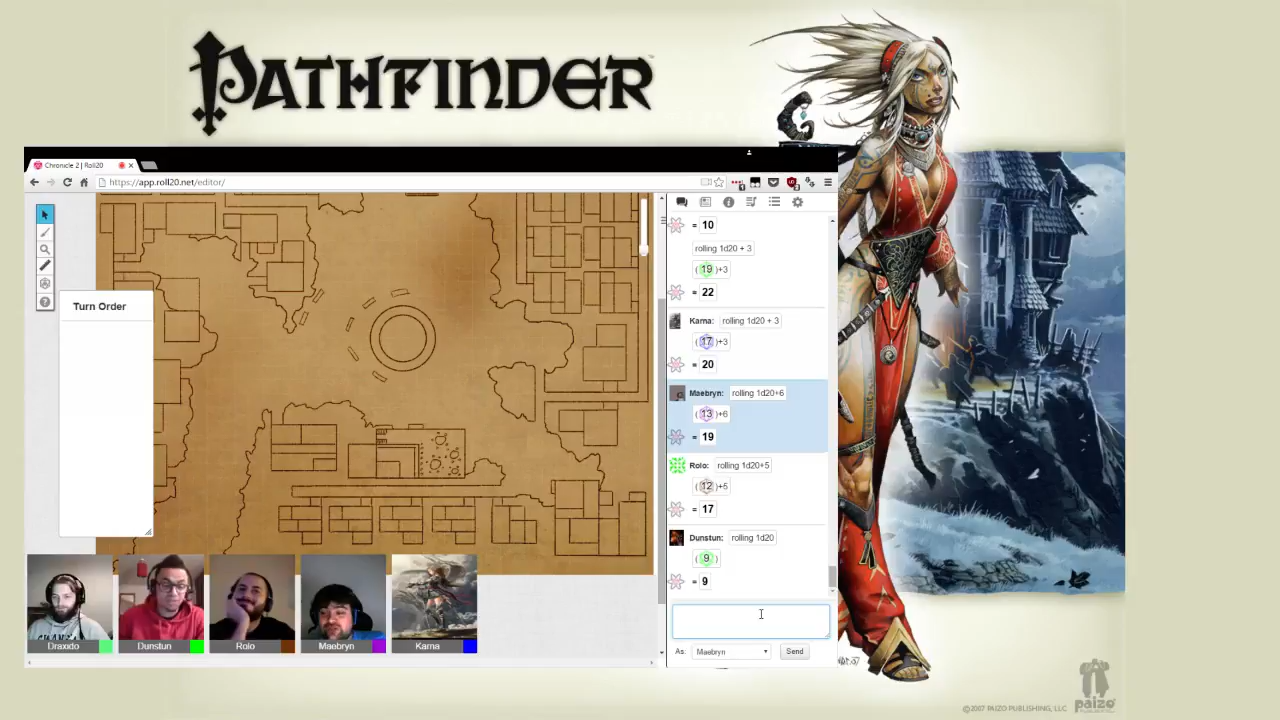 PATHFINDER™
Chronicle 2 | Roll20
https://app.roll20.net/editor/
= 10
rolling 1d20 + 3
(19)+3
= 22
Turn Order
Karna: rolling 1d20 + 3
(17)+3
= 20
Maebryn: rolling 1d20+6
(13)+6
= 19
Rolo: rolling 1d20+5
(12)+5
= 17
Dunstun: rolling 1d20
(9)
= 9
Draxido
Dunstun
Rolo
Maebryn
Karna
As: Maebryn Send
paizo
©2007 PAIZO PUBLISHING, LLC